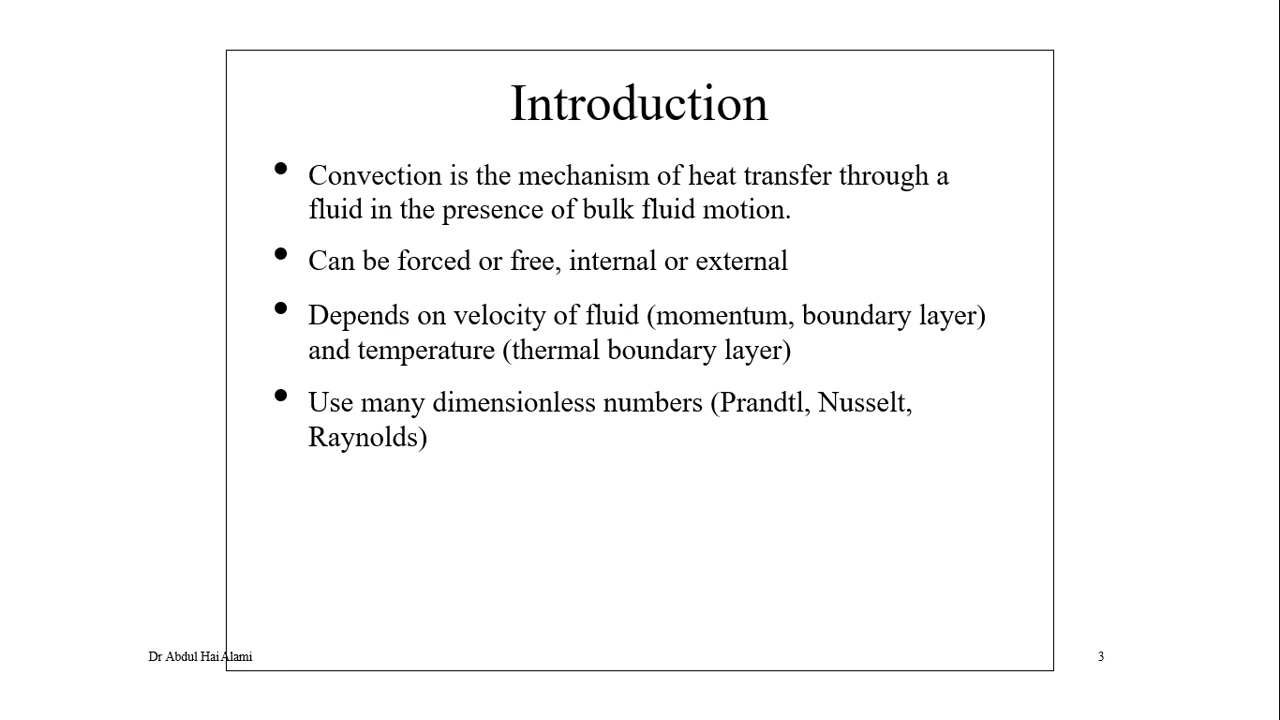 Introduction
• Convection is the mechanism of heat transfer through a
fluid in the presence of bulk fluid motion.
• Can be forced or free, internal or external
• Depends on velocity of fluid (momentum, boundary layer)
and temperature (thermal boundary layer)
• Use many dimensionless numbers (Prandtl, Nusselt,
Raynolds)
Dr Abdul Hai Alami
3